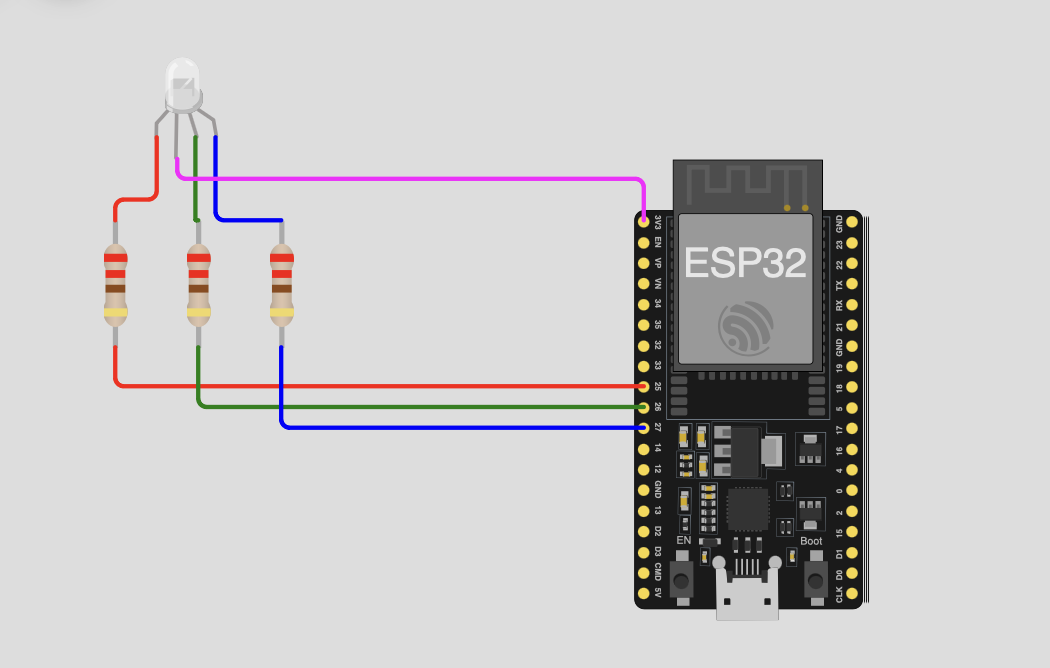 ESP32
3V3
EN
VP
VN
34
35
32
33
25
26
27
14
12
GND
13
D2
D3
CMD
5V
GND
23
22
TX
RX
21
GND
19
18
5
17
16
4
0
2
15
D1
D0
CLK
EN
Boot